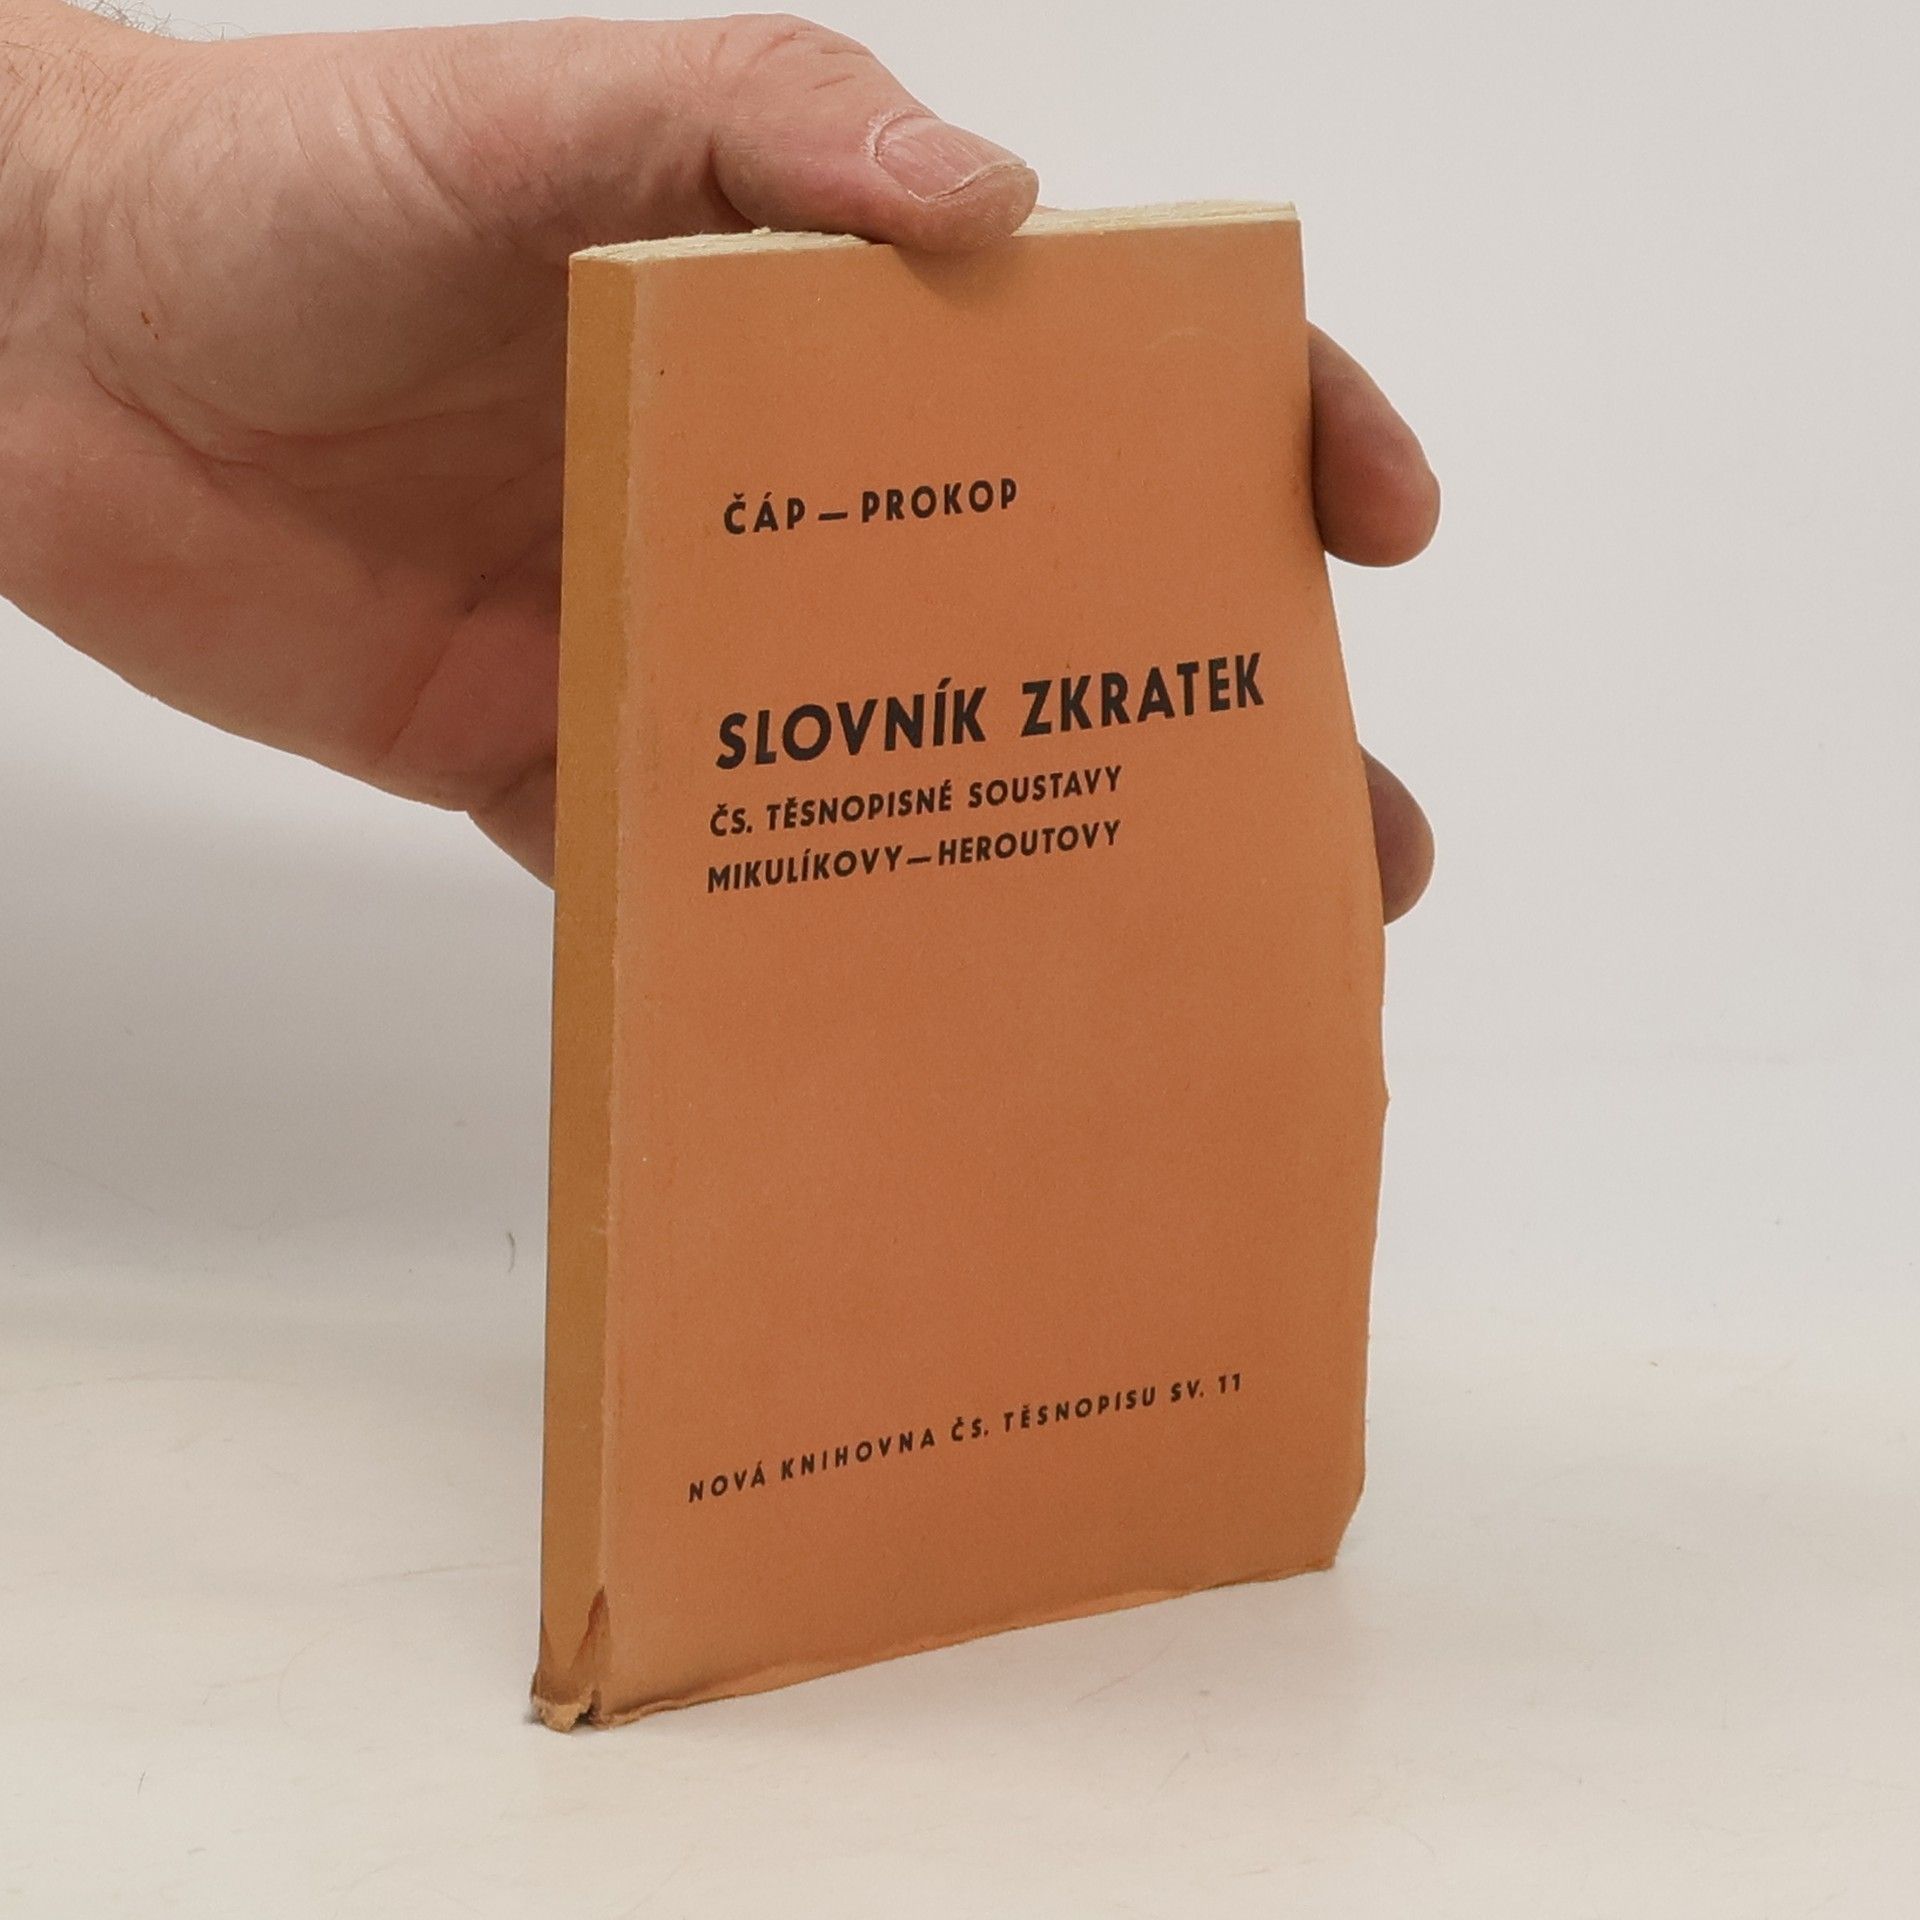 ČÁP — PROKOP
SLOVNÍK ZKRATEK
ČS. TĚSNOPISNÉ SOUSTAVY
MIKULÍKOVY—HEROUTOVY
NOVÁ KNIHOVNA ČS. TĚSNOPISU SV. 11